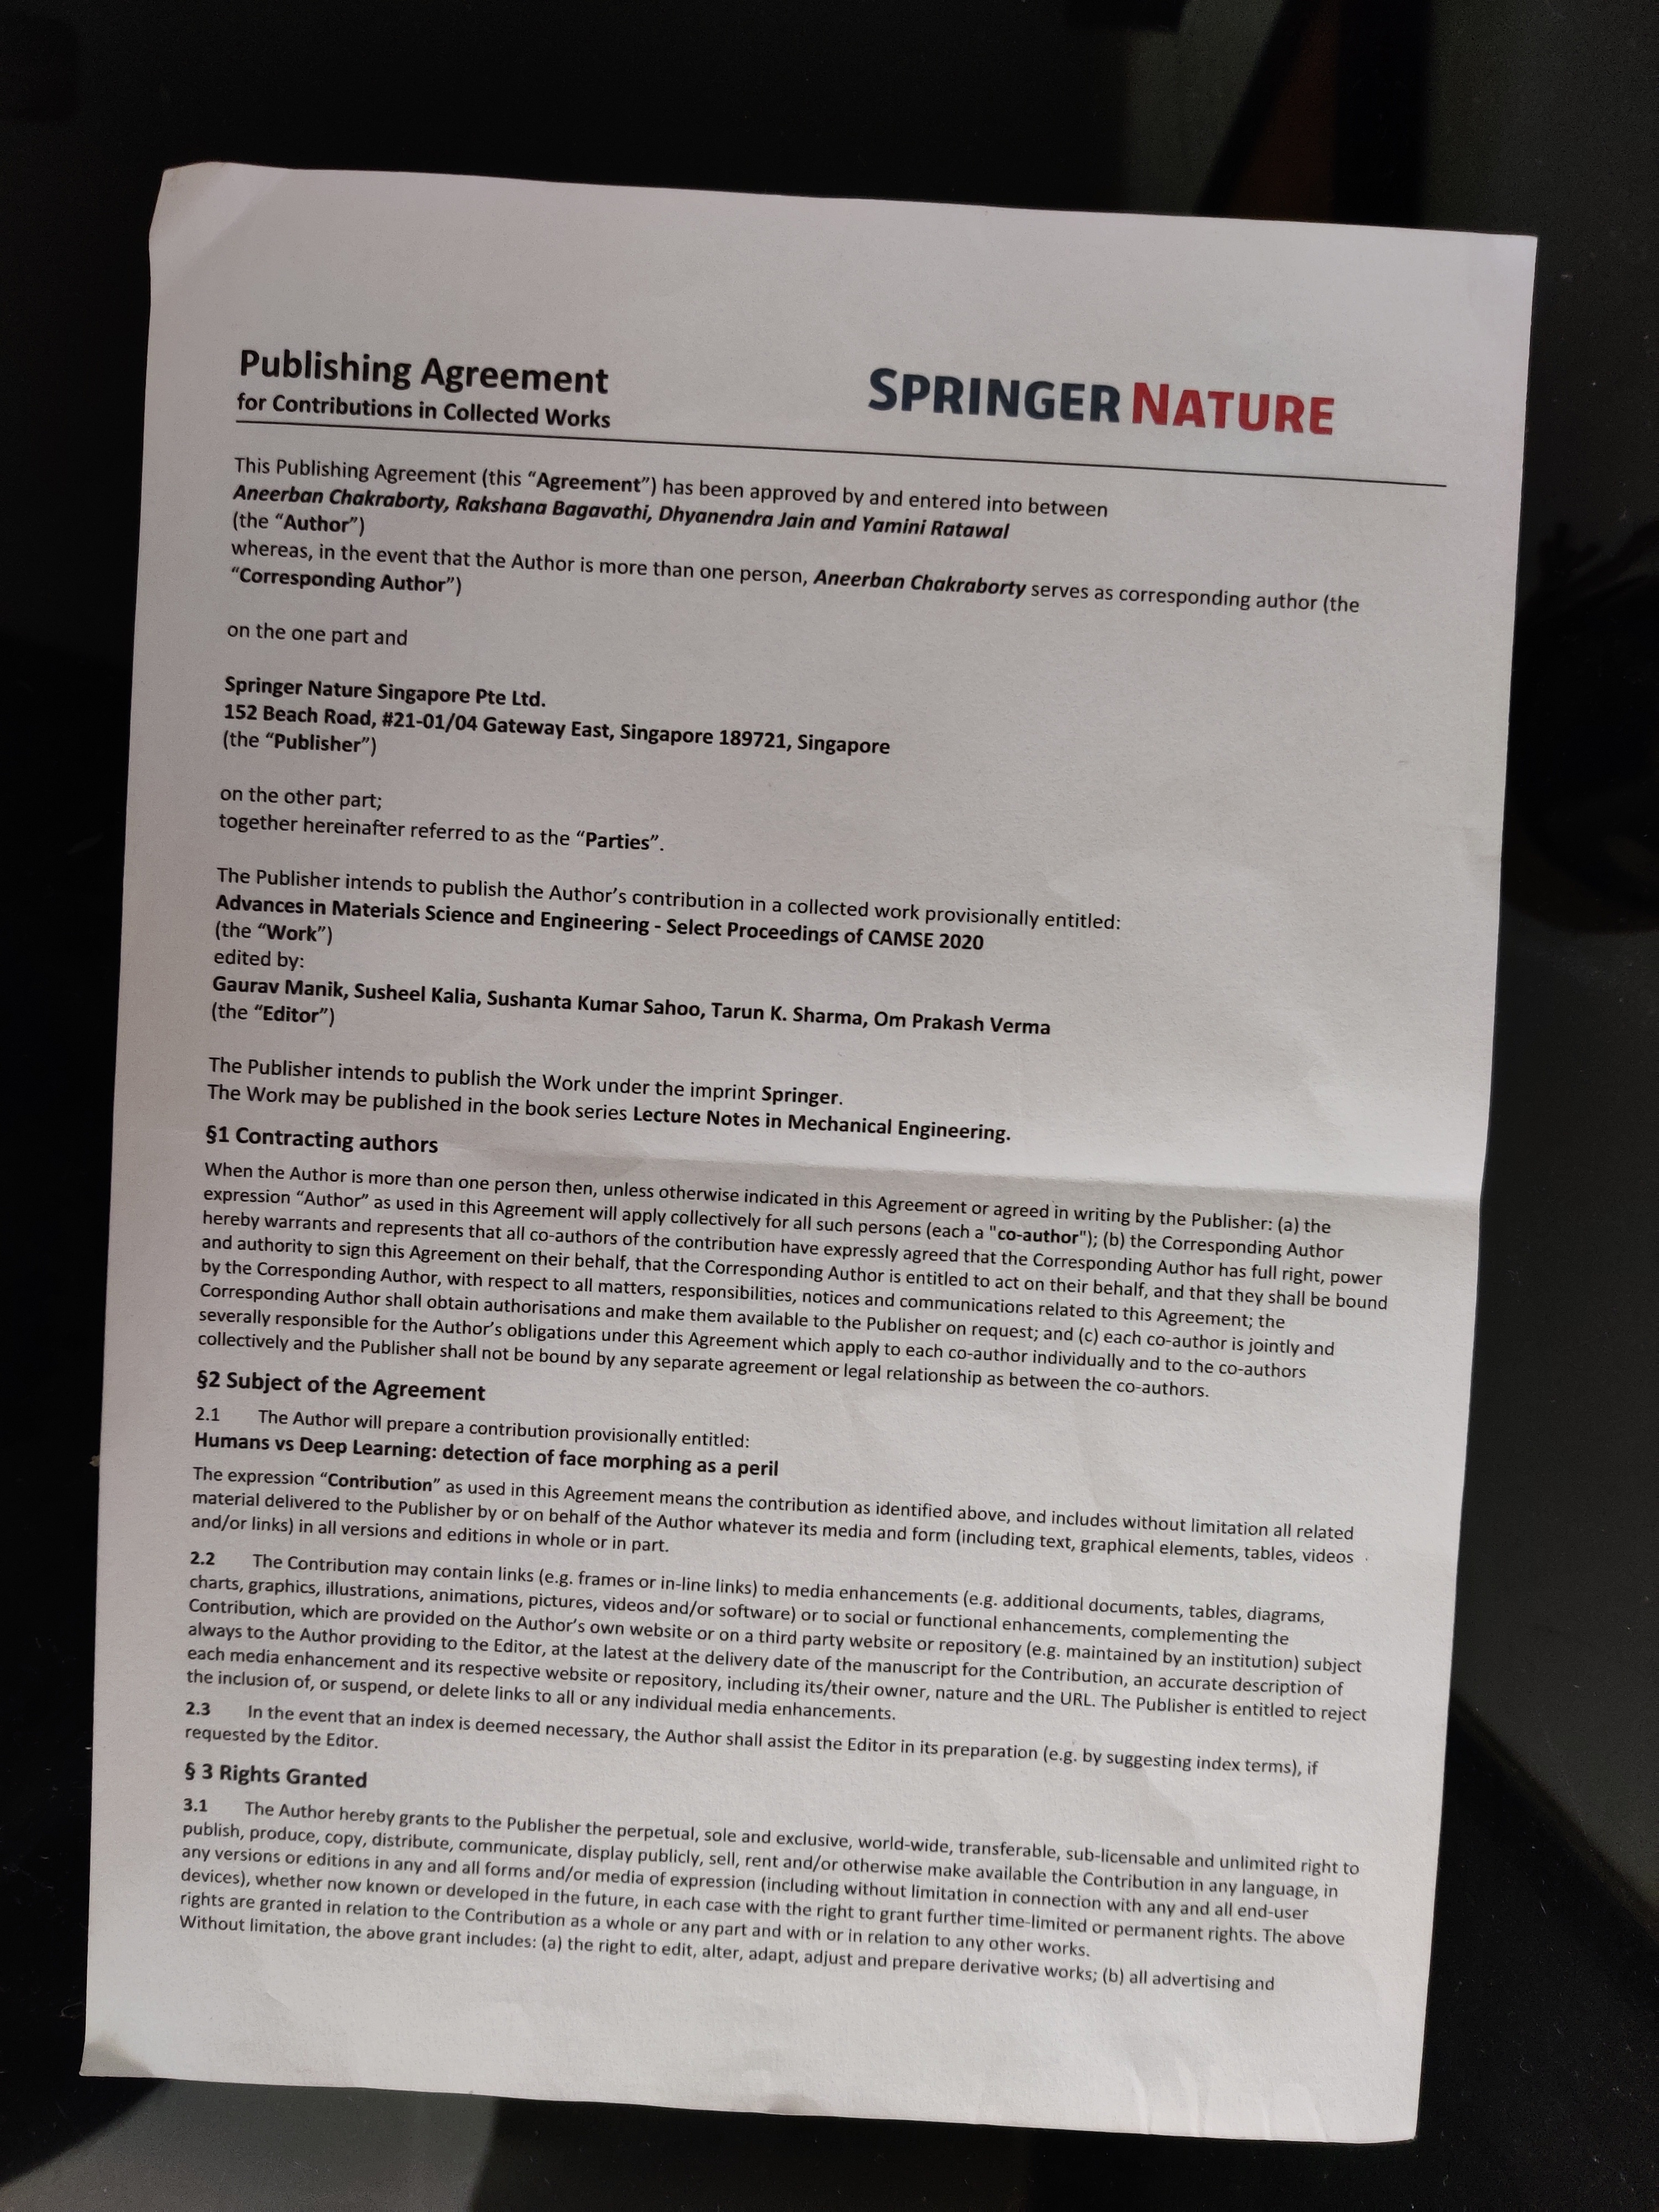 Publishing Agreement
for Contributions in Collected Works
SPRINGER NATURE
This Publishing Agreement (this “Agreement”) has been approved by and entered into between
Aneerban Chakraborty, Rakshana Bagavathi, Dhyanendra Jain and Yamini Ratawal
(the “Author”)
whereas, in the event that the Author is more than one person, Aneerban Chakraborty serves as corresponding author (the
“Corresponding Author”)
on the one part and
Springer Nature Singapore Pte Ltd.
152 Beach Road, #21-01/04 Gateway East, Singapore 189721, Singapore
(the “Publisher”)
on the other part;
together hereinafter referred to as the “Parties”.
The Publisher intends to publish the Author’s contribution in a collected work provisionally entitled:
Advances in Materials Science and Engineering - Select Proceedings of CAMSE 2020
(the “Work”)
edited by:
Gaurav Manik, Susheel Kalia, Sushanta Kumar Sahoo, Tarun K. Sharma, Om Prakash Verma
(the “Editor”)
The Publisher intends to publish the Work under the imprint Springer.
The Work may be published in the book series Lecture Notes in Mechanical Engineering.
§1 Contracting authors
When the Author is more than one person then, unless otherwise indicated in this Agreement or agreed in writing by the Publisher: (a) the
expression “Author” as used in this Agreement will apply collectively for all such persons (each a "co-author"); (b) the Corresponding Author
hereby warrants and represents that all co-authors of the contribution have expressly agreed that the Corresponding Author has full right, power
and authority to sign this Agreement on their behalf, that the Corresponding Author is entitled to act on their behalf, and that they shall be bound
by the Corresponding Author, with respect to all matters, responsibilities, notices and communications related to this Agreement; the
Corresponding Author shall obtain authorisations and make them available to the Publisher on request; and (c) each co-author is jointly and
severally responsible for the Author’s obligations under this Agreement which apply to each co-author individually and to the co-authors
collectively and the Publisher shall not be bound by any separate agreement or legal relationship as between the co-authors.
§2 Subject of the Agreement
2.1 The Author will prepare a contribution provisionally entitled:
Humans vs Deep Learning: detection of face morphing as a peril
The expression “Contribution” as used in this Agreement means the contribution as identified above, and includes without limitation all related
material delivered to the Publisher by or on behalf of the Author whatever its media and form (including text, graphical elements, tables, videos
and/or links) in all versions and editions in whole or in part.
2.2 The Contribution may contain links (e.g. frames or in-line links) to media enhancements (e.g. additional documents, tables, diagrams,
charts, graphics, illustrations, animations, pictures, videos and/or software) or to social or functional enhancements, complementing the
Contribution, which are provided on the Author’s own website or on a third party website or repository (e.g. maintained by an institution) subject
always to the Author providing to the Editor, at the latest at the delivery date of the manuscript for the Contribution, an accurate description of
each media enhancement and its respective website or repository, including its/their owner, nature and the URL. The Publisher is entitled to reject
the inclusion of, or suspend, or delete links to all or any individual media enhancements.
2.3 In the event that an index is deemed necessary, the Author shall assist the Editor in its preparation (e.g. by suggesting index terms), if
requested by the Editor.
§ 3 Rights Granted
3.1 The Author hereby grants to the Publisher the perpetual, sole and exclusive, world-wide, transferable, sub-licensable and unlimited right to
publish, produce, copy, distribute, communicate, display publicly, sell, rent and/or otherwise make available the Contribution in any language, in
any versions or editions in any and all forms and/or media of expression (including without limitation in connection with any and all end-user
devices), whether now known or developed in the future, in each case with the right to grant further time-limited or permanent rights. The above
rights are granted in relation to the Contribution as a whole or any part and with or in relation to any other works.
Without limitation, the above grant includes: (a) the right to edit, alter, adapt, adjust and prepare derivative works; (b) all advertising and